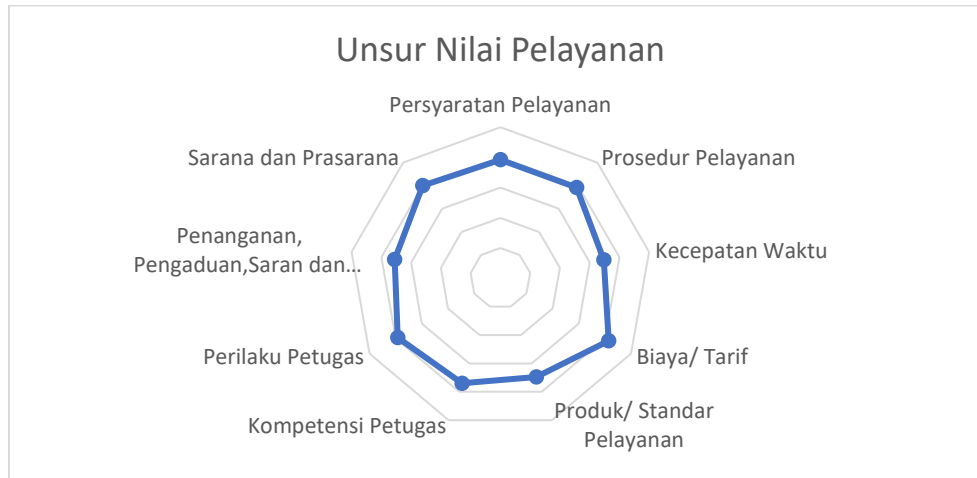 Unsur Nilai Pelayanan
Persyaratan Pelayanan
Prosedur Pelayanan
Kecepatan Waktu
Biaya/ Tarif
Produk/ Standar
Pelayanan
Kompetensi Petugas
Perilaku Petugas
Penanganan,
Pengaduan,Saran dan…
Sarana dan Prasarana